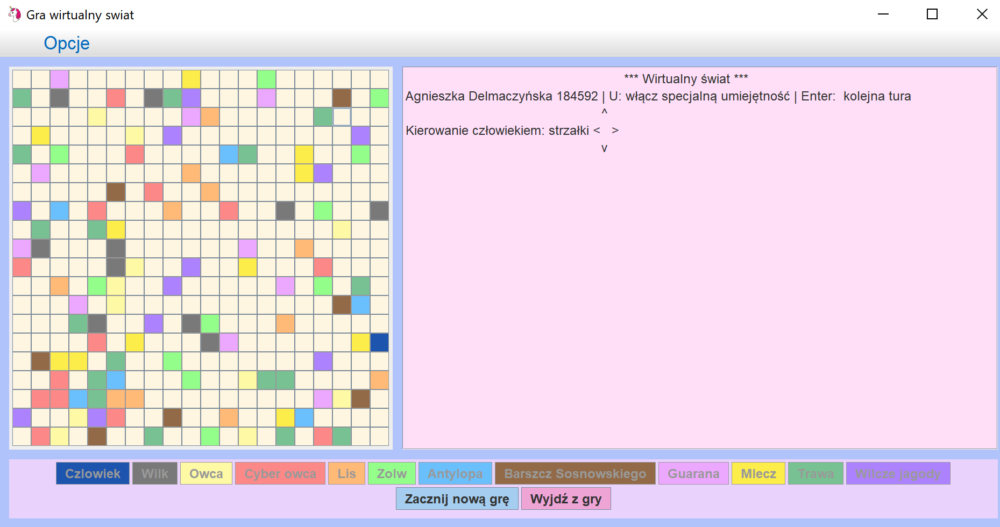 Gra wirtualny swiat
Opcje
*** Wirtualny świat ***
Agnieszka Delmaczyńska 184592 | U: włącz specjalną umiejętność | Enter:  kolejna tura
^
Kierowanie człowiekiem: strzałki <   >
v
Czlowiek Wilk Owca Cyber owca Lis Zolw Antylopa Barszcz Sosnowskiego Guarana Mlecz Trawa Wilcze jagody
Zacznij nową grę Wyjdź z gry